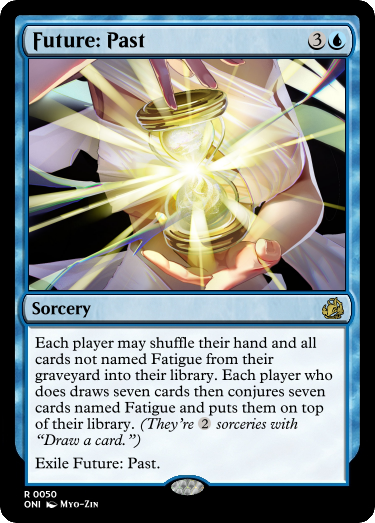 Future: Past
3
Sorcery
Each player may shuffle their hand and all
cards not named Fatigue from their
graveyard into their library. Each player who
does draws seven cards then conjures seven
cards named Fatigue and puts them on top
of their library. (They're 2 sorceries with
“Draw a card.”)
Exile Future: Past.
R 0050
ONI Myo-Zin